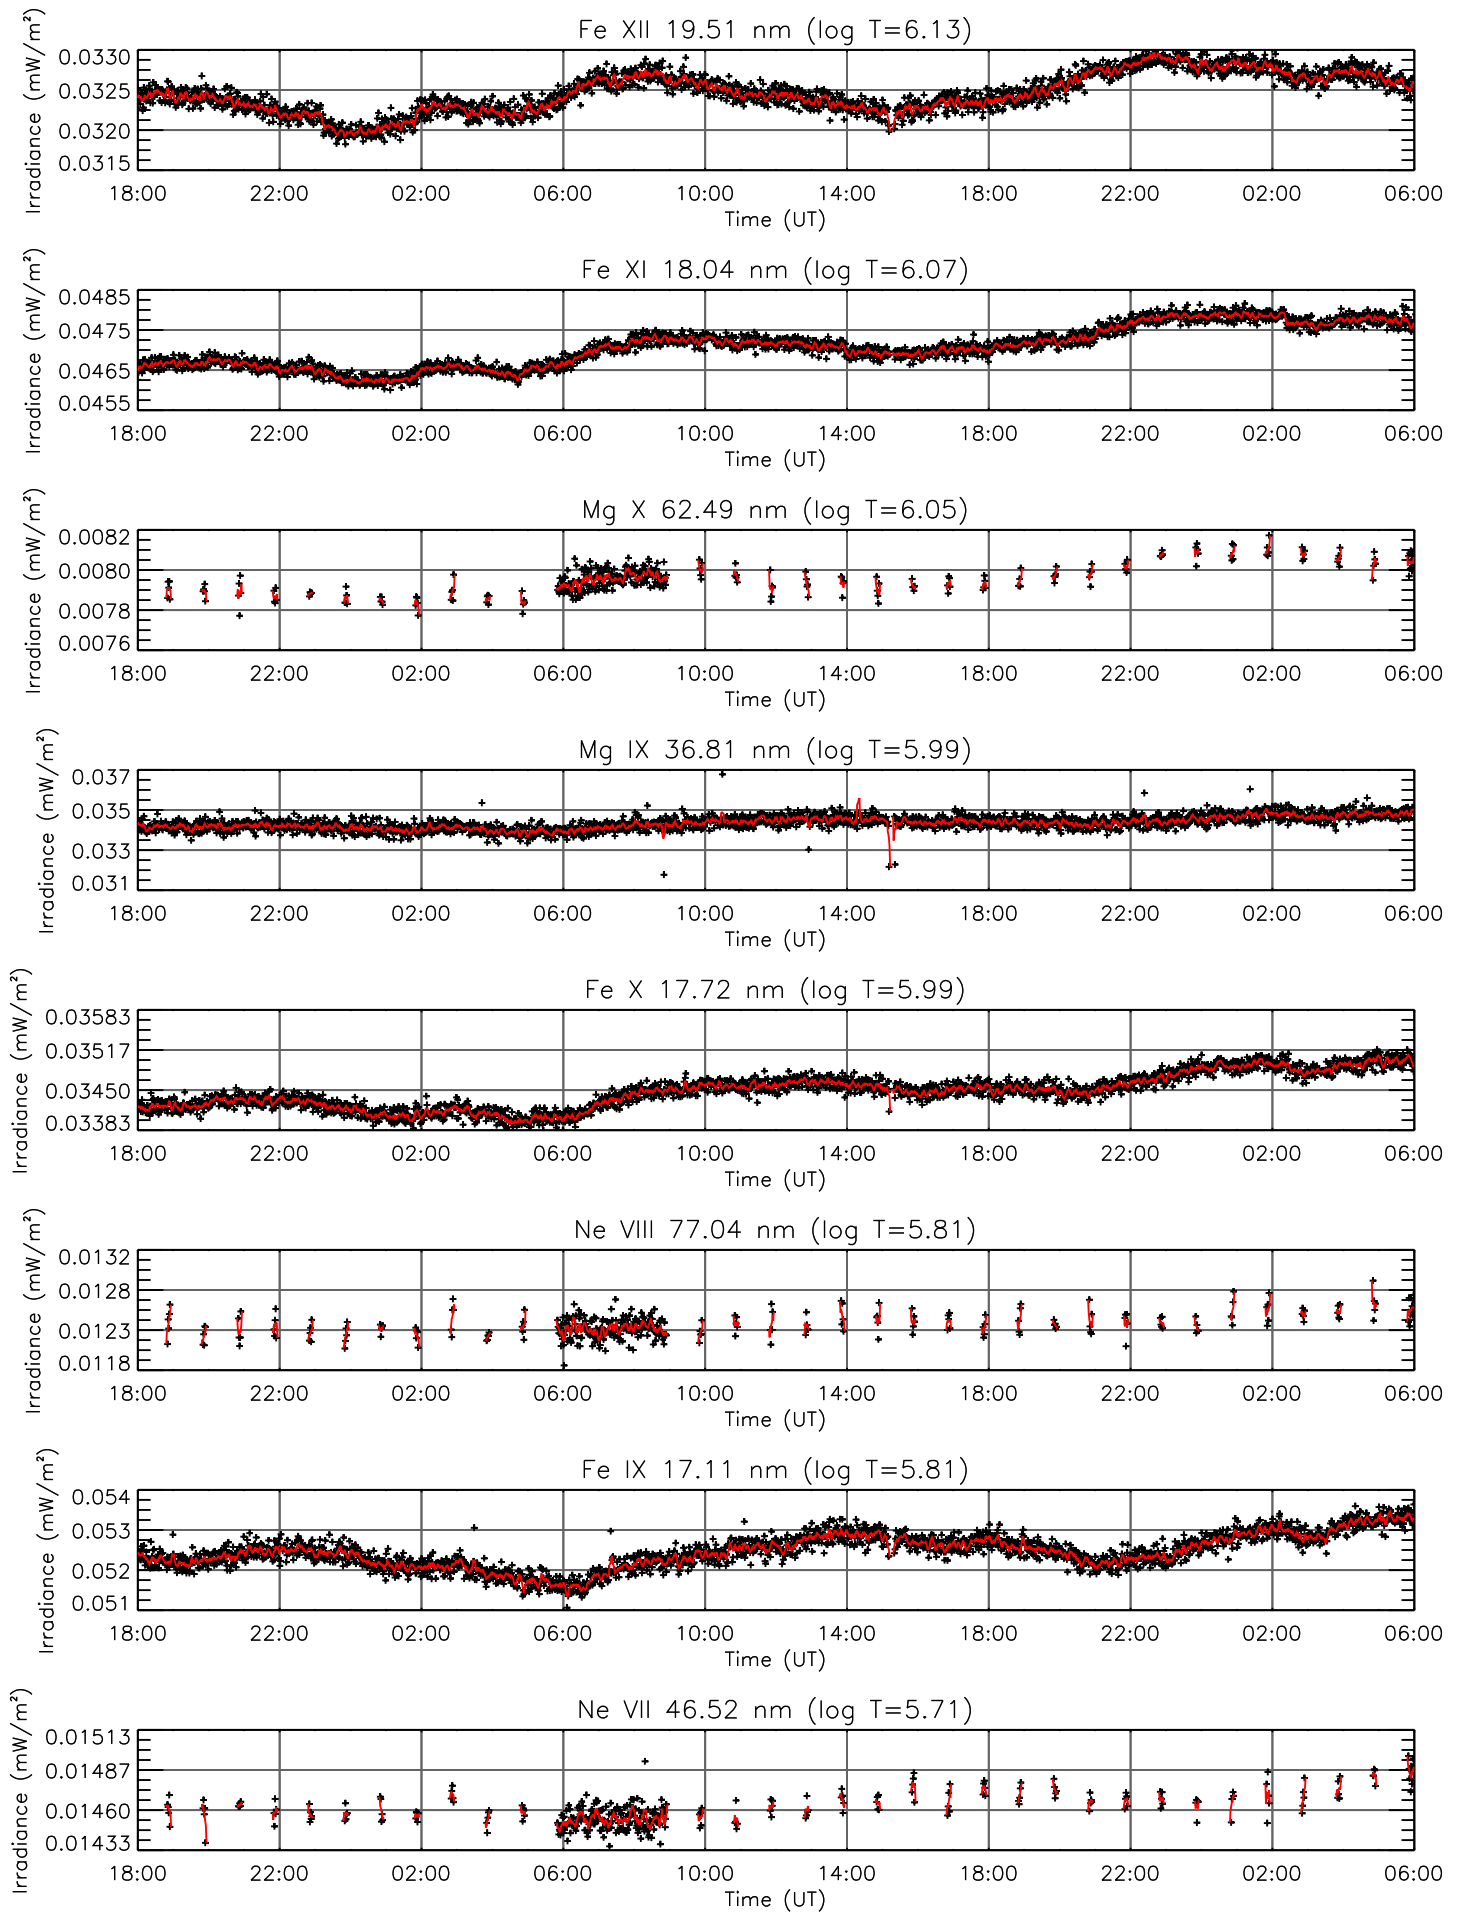 Fe XII 19.51 nm (log T=6.13)
Irradiance (mW/m²)
0.0330
0.0325
0.0320
0.0315
18:00 22:00 02:00 06:00 10:00 14:00 18:00 22:00 02:00 06:00
Time (UT)
Fe XI 18.04 nm (log T=6.07)
Irradiance (mW/m²)
0.0485
0.0475
0.0465
0.0455
18:00 22:00 02:00 06:00 10:00 14:00 18:00 22:00 02:00 06:00
Time (UT)
Mg X 62.49 nm (log T=6.05)
Irradiance (mW/m²)
0.0082
0.0080
0.0078
0.0076
18:00 22:00 02:00 06:00 10:00 14:00 18:00 22:00 02:00 06:00
Time (UT)
Mg IX 36.81 nm (log T=5.99)
Irradiance (mW/m²)
0.037
0.035
0.033
0.031
18:00 22:00 02:00 06:00 10:00 14:00 18:00 22:00 02:00 06:00
Time (UT)
Fe X 17.72 nm (log T=5.99)
Irradiance (mW/m²)
0.03583
0.03517
0.03450
0.03383
18:00 22:00 02:00 06:00 10:00 14:00 18:00 22:00 02:00 06:00
Time (UT)
Ne VIII 77.04 nm (log T=5.81)
Irradiance (mW/m²)
0.0132
0.0128
0.0123
0.0118
18:00 22:00 02:00 06:00 10:00 14:00 18:00 22:00 02:00 06:00
Time (UT)
Fe IX 17.11 nm (log T=5.81)
Irradiance (mW/m²)
0.054
0.053
0.052
0.051
18:00 22:00 02:00 06:00 10:00 14:00 18:00 22:00 02:00 06:00
Time (UT)
Ne VII 46.52 nm (log T=5.71)
Irradiance (mW/m²)
0.01513
0.01487
0.01460
0.01433
18:00 22:00 02:00 06:00 10:00 14:00 18:00 22:00 02:00 06:00
Time (UT)